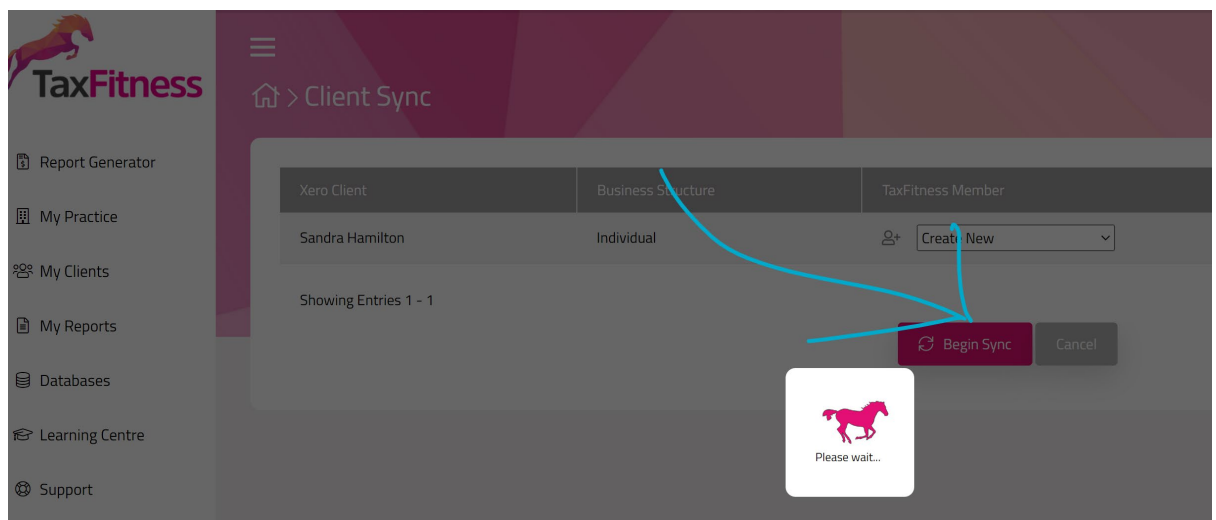 TaxFitness
> Client Sync
Report Generator
My Practice
My Clients
My Reports
Databases
Learning Centre
Support
Xero Client Business Structure TaxFitness Member
Sandra Hamilton Individual Create New
Showing Entries 1 - 1
Begin Sync Cancel
Please wait...